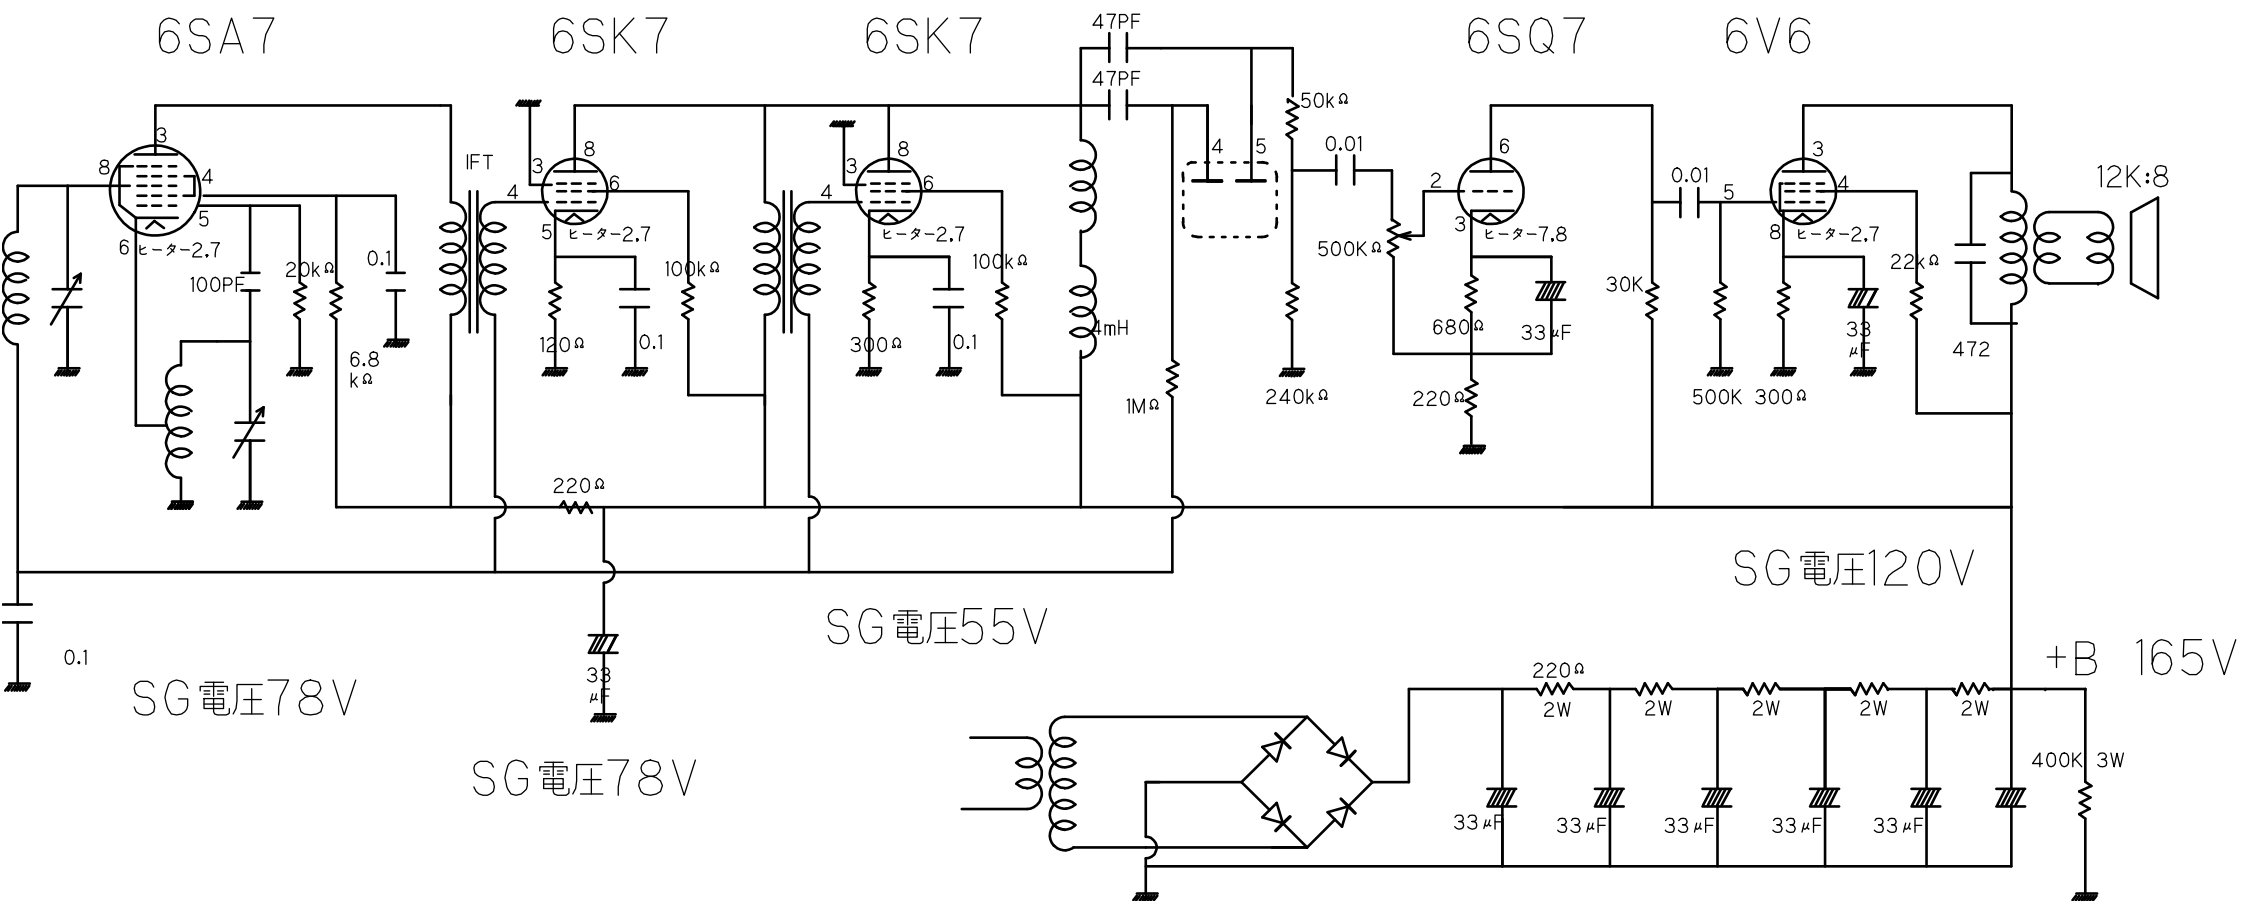 6SA7
6SK7
6SK7
6SQ7
6V6
47PF
47PF
50kΩ
0.01
3
8
4
5
6
ヒーター2,7
100PF
20kΩ
0.1
6.8
kΩ
IFT
3
8
4
6
5
ヒーター2,7
100kΩ
120Ω
0.1
3
8
4
6
ヒーター2,7
100kΩ
300Ω
0.1
4mH
4
5
1MΩ
240kΩ
500KΩ
6
2
3
ヒーター7,8
680Ω
33μF
220Ω
30K
0.01
3
5
4
8
ヒーター2,7
22kΩ
33
μF
500K
300Ω
472
12K:8
220Ω
33
μF
0.1
SG電圧78V
SG電圧78V
SG電圧55V
SG電圧120V
+B 165V
220Ω
2W
2W
2W
2W
2W
400K 3W
33μF
33μF
33μF
33μF
33μF